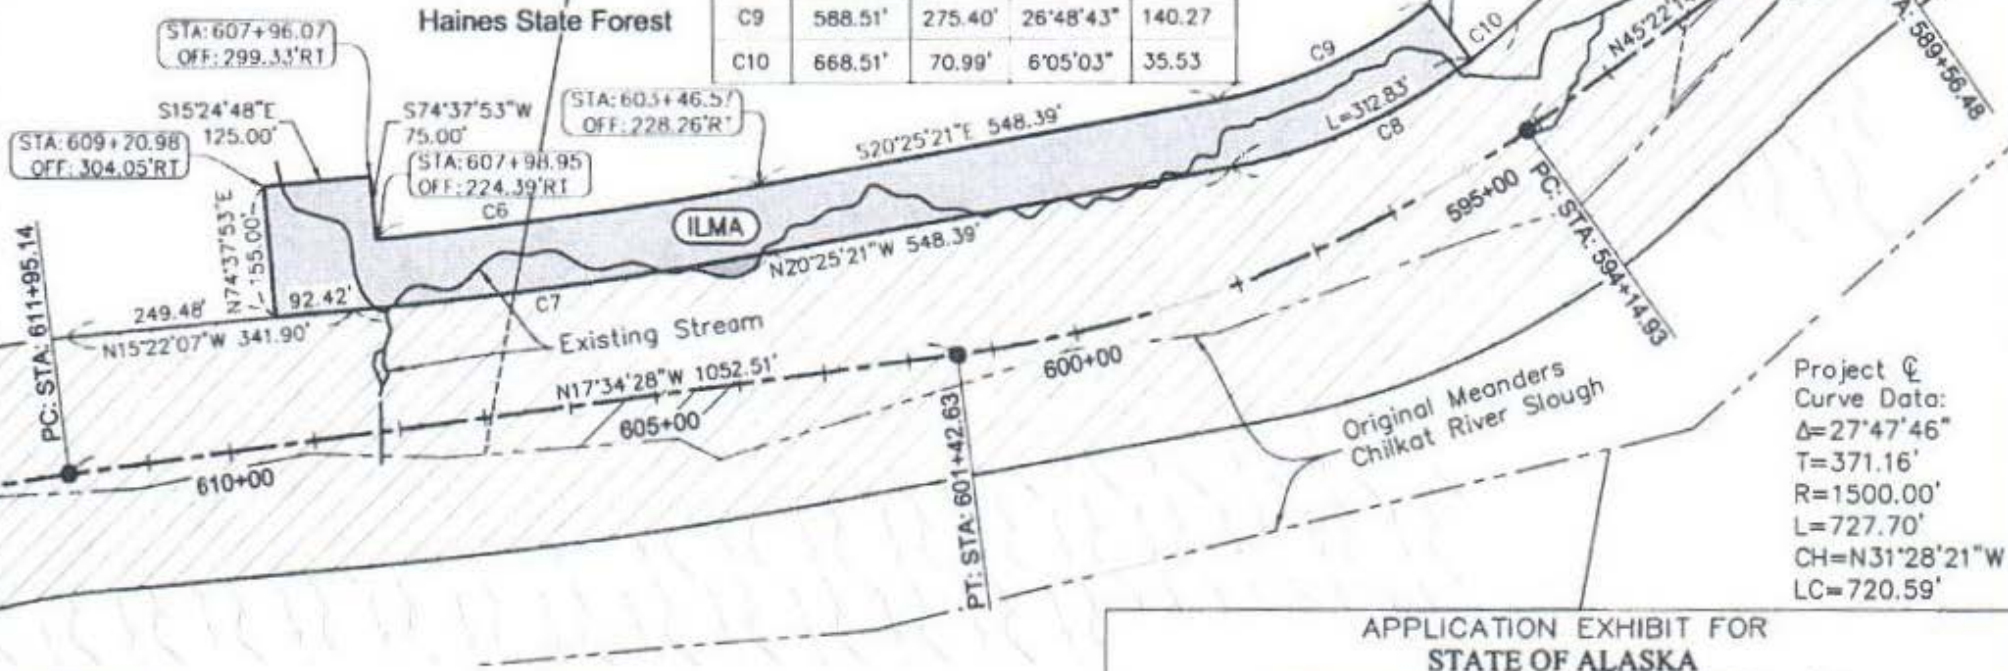 Haines State Forest
C9 588.51' 275.40' 26°48'43" 140.27
C10 668.51' 70.99' 6°05'03" 35.53
STA: 607+96.07
OFF: 299.33'RT
S15°24'48"E
125.00'
S74°37'53"W
75.00'
STA: 609+20.98
OFF: 304.05'RT
STA: 607+98.95
OFF: 224.39'RT
STA: 603+46.57
OFF: 228.26'R
S20°25'21"E 548.39'
C9
C10
L=312.83'
C8
C6
ILMA
N20°25'21"W 548.39'
C7
N74°37'53"E
155.00'
92.42'
249.48'
N15°22'07"W 341.90'
PC: STA: 611+95.14
Existing Stream
N17°34'28"W 1052.51'
605+00
610+00
600+00
595+00
PT: STA: 601+42.63
PC: STA: 594+14.93
A: 589+56.48
N45°22'1
Original Meanders
Chilkat River Slough
Project ℄
Curve Data:
Δ=27°47'46"
T=371.16'
R=1500.00'
L=727.70'
CH=N31°28'21"W
LC=720.59'
APPLICATION EXHIBIT FOR
STATE OF ALASKA